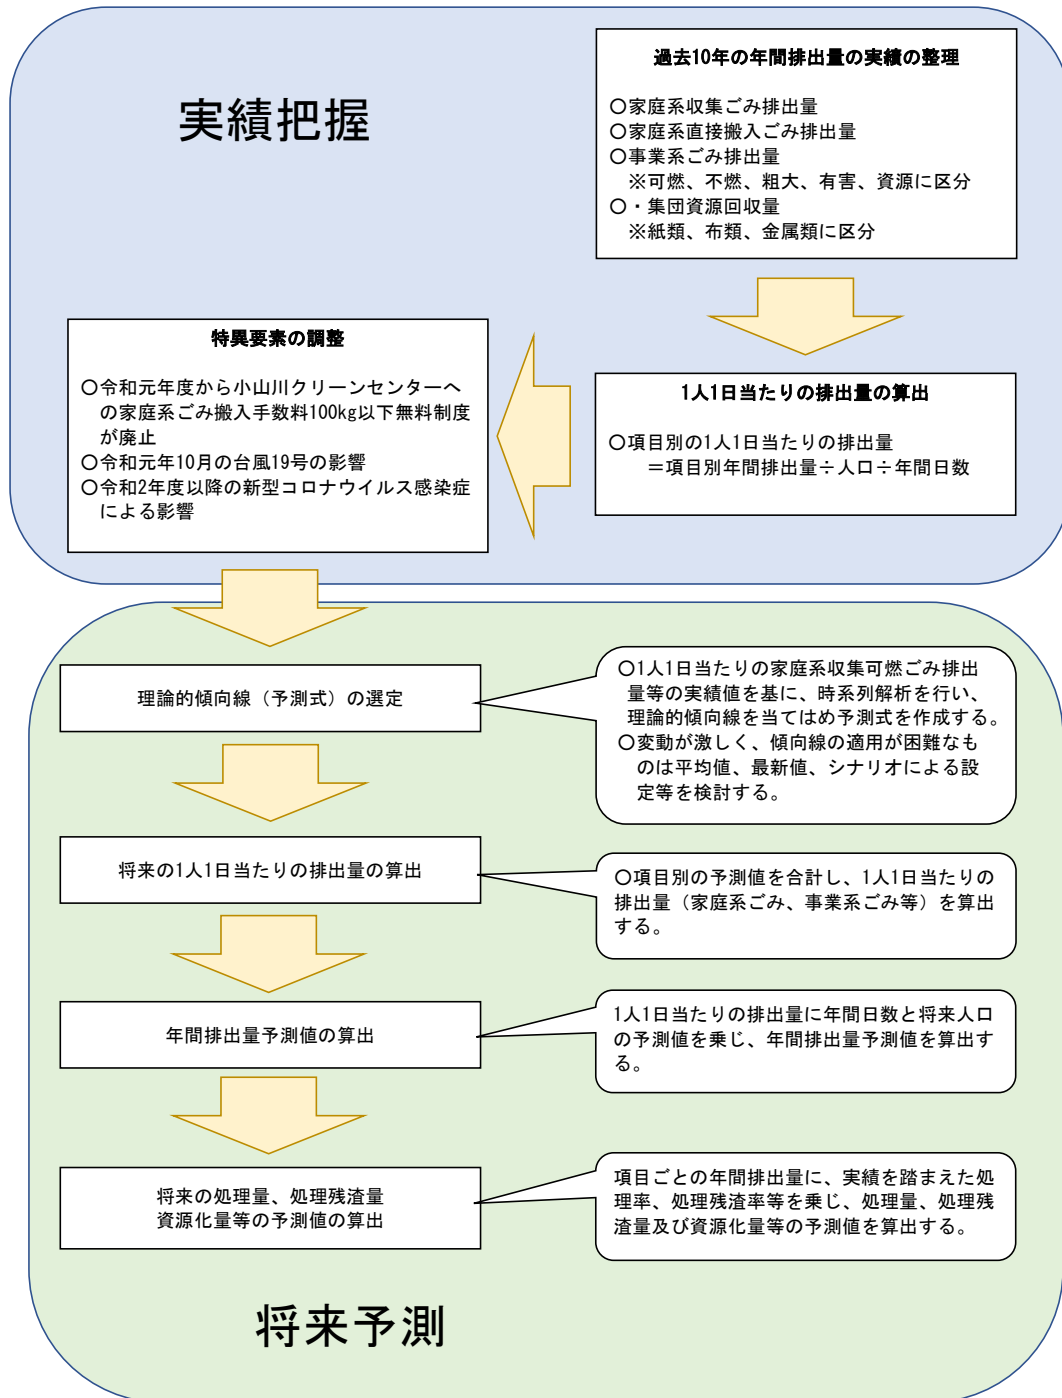 実績把握
過去10年の年間排出量の実績の整理
〇家庭系収集ごみ排出量
〇家庭系直接搬入ごみ排出量
〇事業系ごみ排出量
※可燃、不燃、粗大、有害、資源に区分
〇・集団資源回収量
※紙類、布類、金属類に区分
1人1日当たりの排出量の算出
〇項目別の1人1日当たりの排出量
＝項目別年間排出量÷人口÷年間日数
特異要素の調整
〇令和元年度から小山川クリーンセンターへ
の家庭系ごみ搬入手数料100kg以下無料制度
が廃止
〇令和元年10月の台風19号の影響
〇令和2年度以降の新型コロナウイルス感染症
による影響
理論的傾向線（予測式）の選定
〇1人1日当たりの家庭系収集可燃ごみ排出
量等の実績値を基に、時系列解析を行い、
理論的傾向線を当てはめ予測式を作成する。
〇変動が激しく、傾向線の適用が困難なも
のは平均値、最新値、シナリオによる設
定等を検討する。
将来の1人1日当たりの排出量の算出
〇項目別の予測値を合計し、1人1日当たりの
排出量（家庭系ごみ、事業系ごみ等）を算出
する。
年間排出量予測値の算出
1人1日当たりの排出量に年間日数と将来人口
の予測値を乗じ、年間排出量予測値を算出す
る。
将来の処理量、処理残渣量
資源化量等の予測値の算出
項目ごとの年間排出量に、実績を踏まえた処
理率、処理残渣率等を乗じ、処理量、処理残
渣量及び資源化量等の予測値を算出する。
将来予測